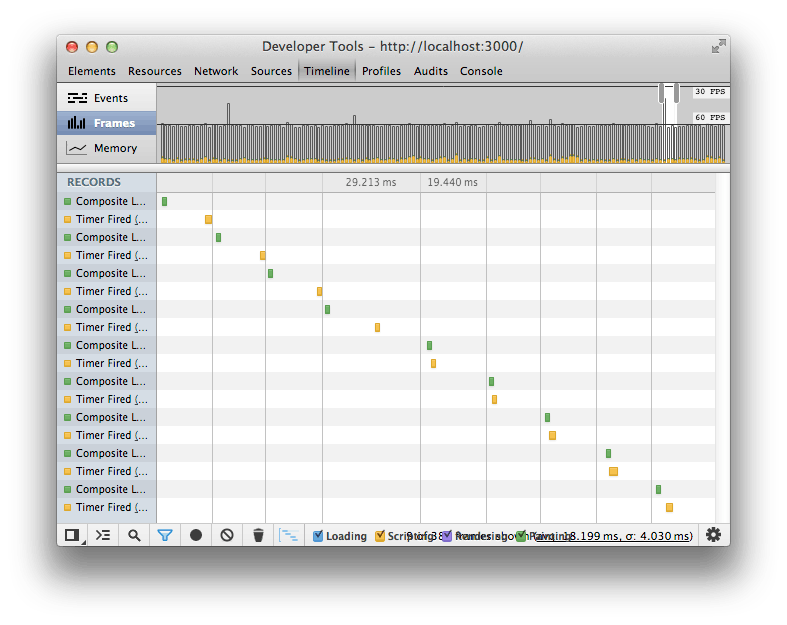 Developer Tools – http://localhost:3000/
Elements Resources Network Sources Timeline Profiles Audits Console
Events
Frames
Memory
30 FPS
60 FPS
RECORDS 29.213 ms 19.440 ms
Composite L...
Timer Fired (...
Composite L...
Timer Fired (...
Composite L...
Timer Fired (...
Composite L...
Timer Fired (...
Composite L...
Timer Fired (...
Composite L...
Timer Fired (...
Composite L...
Timer Fired (...
Composite L...
Timer Fired (...
Composite L...
Timer Fired (...
Loading Scripting Rendering Painting
9 of 38 frames shown (avg: 18.199 ms, σ: 4.030 ms)